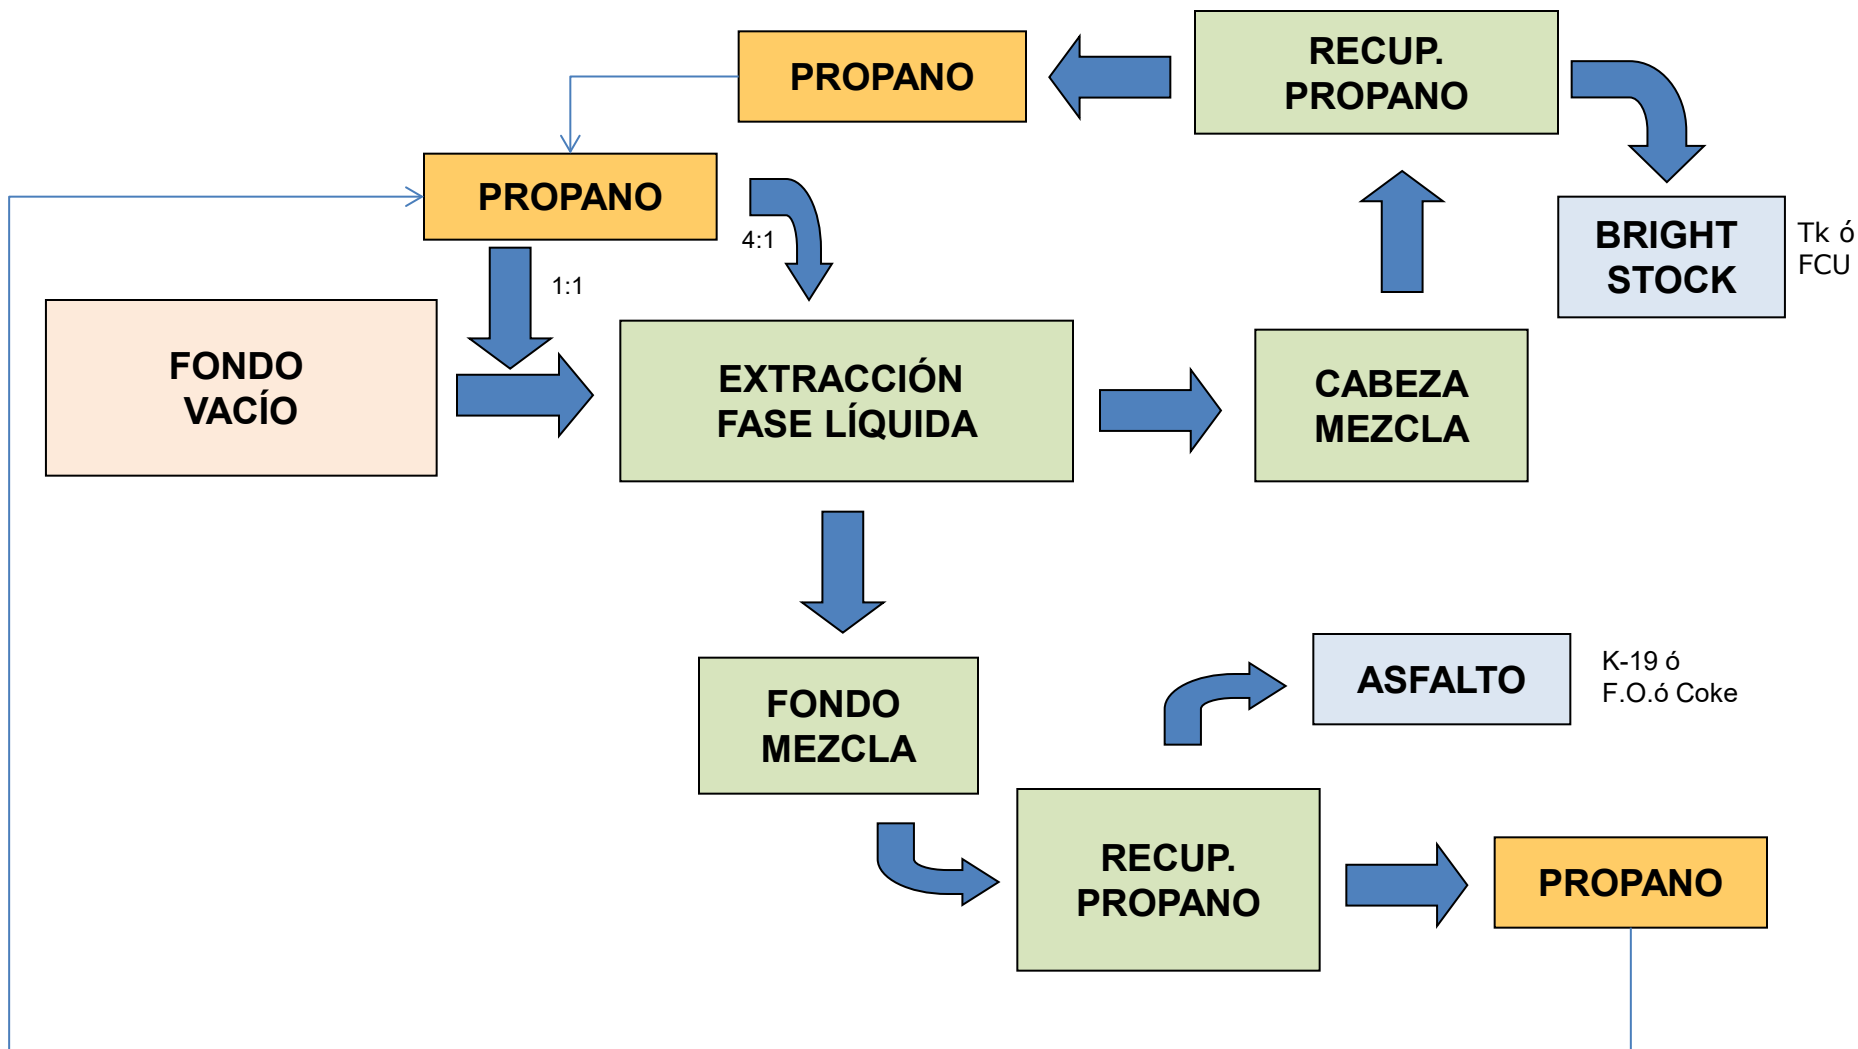 RECUP.
PROPANO
PROPANO
PROPANO
4:1
1:1
BRIGHT
STOCK
Tk ó
FCU
FONDO
VACÍO
EXTRACCIÓN
FASE LÍQUIDA
CABEZA
MEZCLA
FONDO
MEZCLA
ASFALTO
K-19 ó
F.O.ó Coke
RECUP.
PROPANO
PROPANO